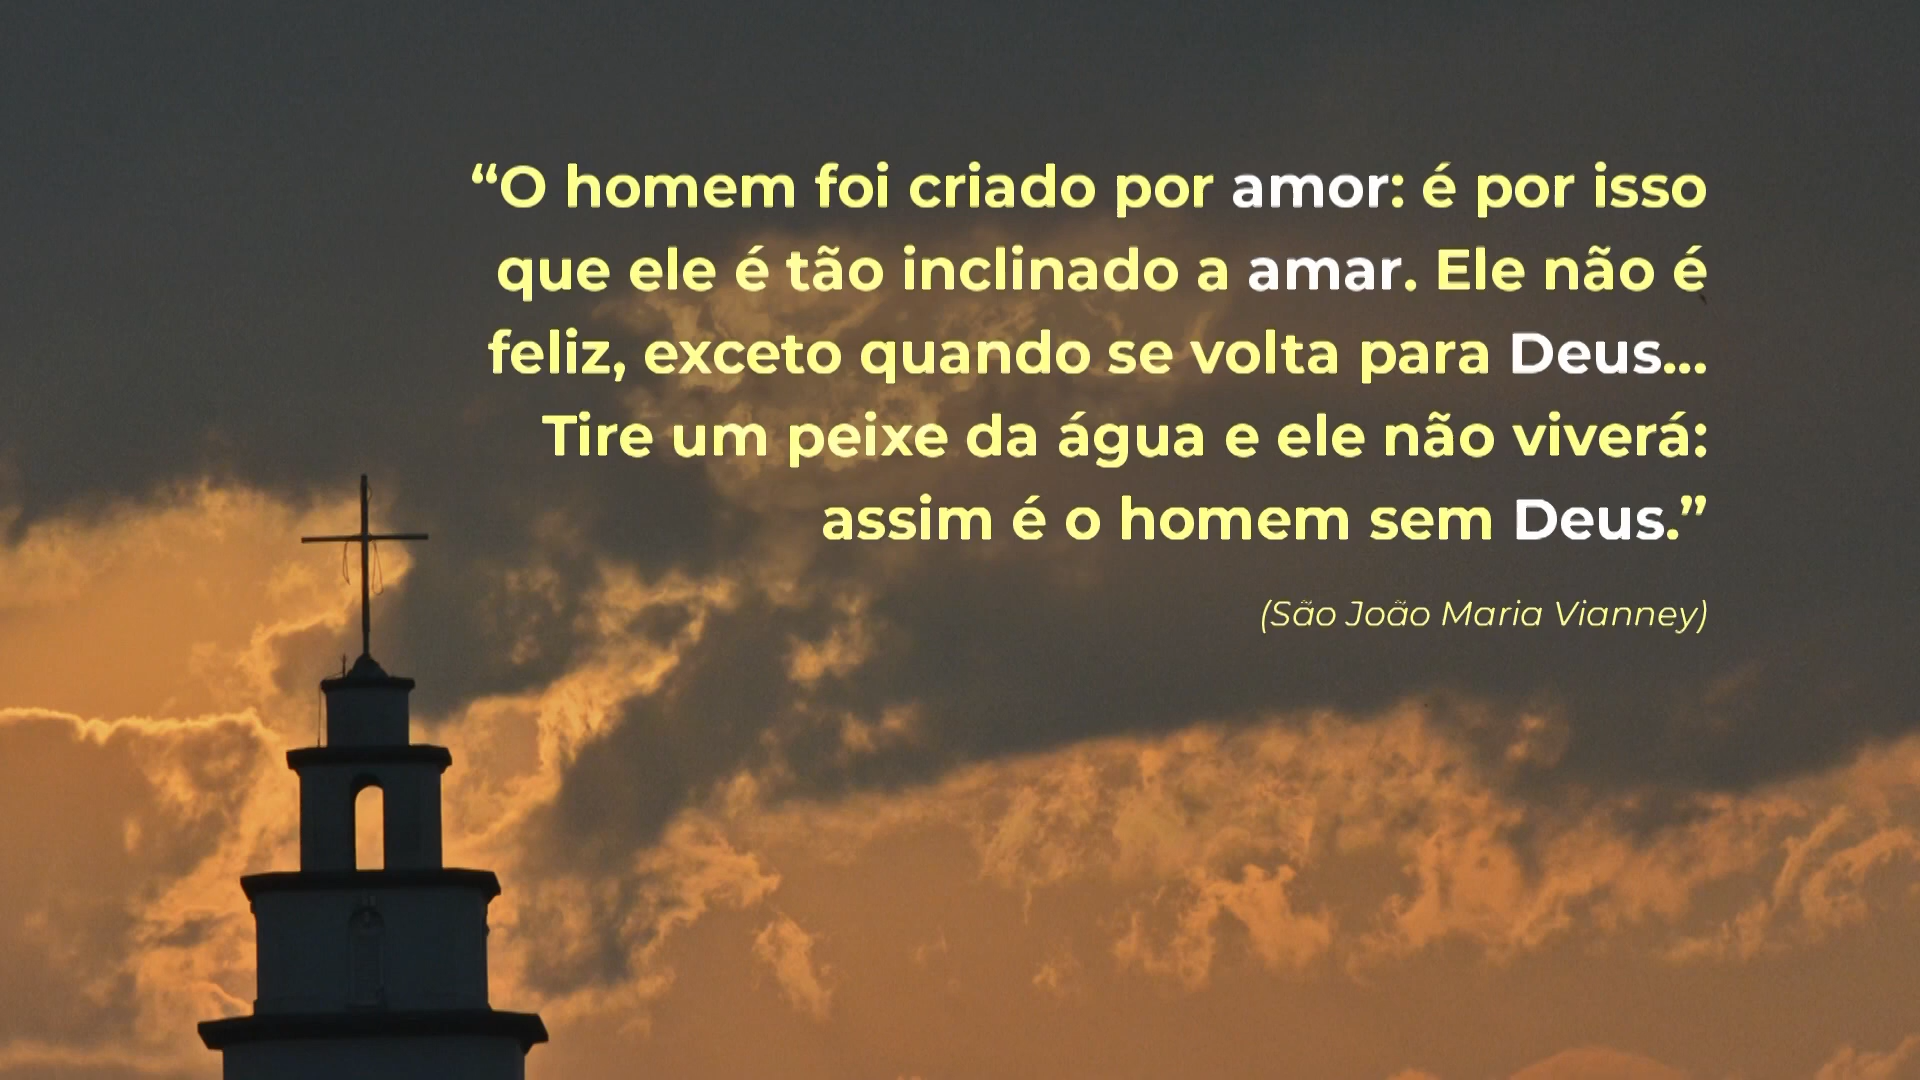 “O homem foi criado por amor: é por isso
que ele é tão inclinado a amar. Ele não é
feliz, exceto quando se volta para Deus...
Tire um peixe da água e ele não viverá:
assim é o homem sem Deus.”
(São João Maria Vianney)